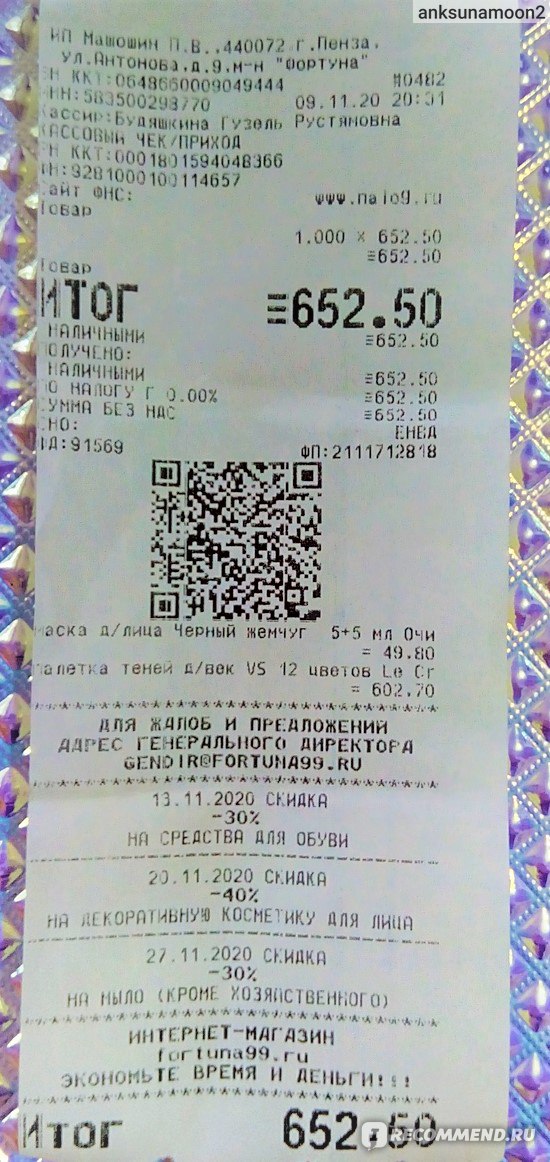 anksunamoon2
ИП Машошин П.В.,440072 г.Пенза,
ул.Антонова,д.9,м-н "Фортуна"
ЗН ККТ:0648660009049444 #0482
ИНН:583500293770 09.11.20 20:31
Кассир:Будяшкина Гузель Рустямовна
КАССОВЫЙ ЧЕК/ПРИХОД
РН ККТ:0001801594048366
ФН:9281000100114657
Сайт ФНС: www.nalog.ru
Товар
1.000 × 652.50
≡652.50
Товар
ИТОГ ≡652.50
НАЛИЧНЫМИ ≡652.50
ПОЛУЧЕНО:
НАЛИЧНЫМИ ≡652.50
ПО НАЛОГУ Г 0.00% ≡652.50
СУММА БЕЗ НДС ≡652.50
СНО: ЕНВД
ФД:91569 ФП:2111712818
маска д/лица Черный жемчуг 5+5 мл Очи
= 49.80
палетка теней д/век VS 12 цветов Le Cr
= 602.70
ДЛЯ ЖАЛОБ И ПРЕДЛОЖЕНИЙ
АДРЕС ГЕНЕРАЛЬНОГО ДИРЕКТОРА
GENDIR@FORTUNA99.RU
13.11.2020 СКИДКА
-30%
НА СРЕДСТВА ДЛЯ ОБУВИ
20.11.2020 СКИДКА
-40%
НА ДЕКОРАТИВНУЮ КОСМЕТИКУ ДЛЯ ЛИЦА
27.11.2020 СКИДКА
-30%
НА МЫЛО (КРОМЕ ХОЗЯЙСТВЕННОГО)
ИНТЕРНЕТ-МАГАЗИН
fortuna99.ru
ЭКОНОМЬТЕ ВРЕМЯ И ДЕНЬГИ!!!
Итог 652.50
RECOMMEND.RU